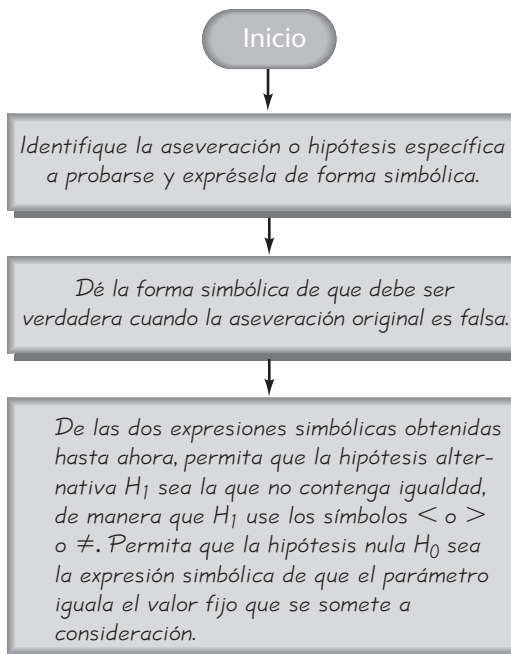 Inicio
Identifique la aseveración o hipótesis específica
a probarse y exprésela de forma simbólica.
Dé la forma simbólica de que debe ser
verdadera cuando la aseveración original es falsa.
De las dos expresiones simbólicas obtenidas
hasta ahora, permita que la hipótesis alter-
nativa H₁ sea la que no contenga igualdad,
de manera que H₁ use los símbolos < o >
o ≠. Permita que la hipótesis nula H₀ sea
la expresión simbólica de que el parámetro
iguala el valor fijo que se somete a
consideración.